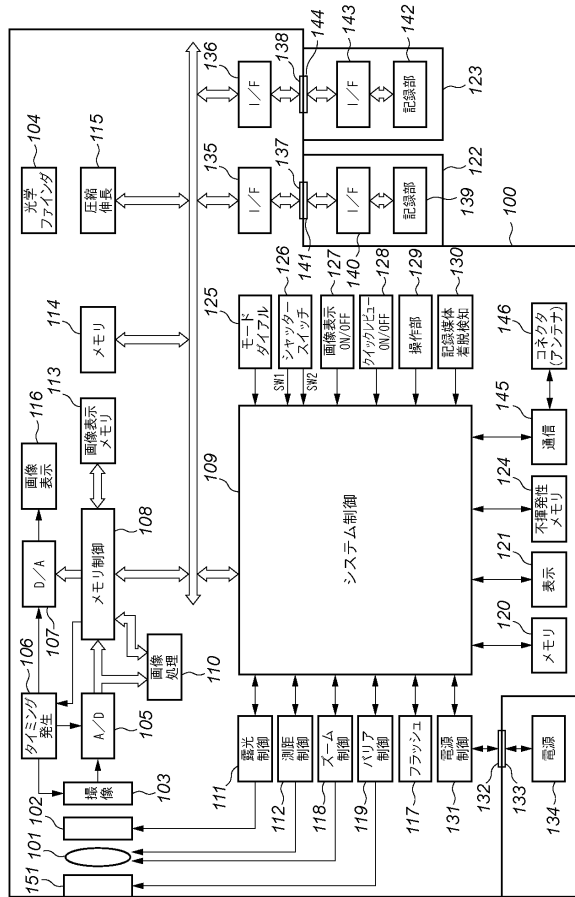 151
101
102
103
撮像
106
タイミング
発生
105
A/D
107
D/A
116
画像
表示
108
メモリ制御
113
画像表示
メモリ
110
画像
処理
114
メモリ
104
光学
ファインダ
115
圧縮
伸長
135
I/F
136
I/F
137
141
138
144
140
I/F
143
I/F
139
記録部
142
記録部
122
123
100
109
システム制御
125
モード
ダイアル
126
シャッター
スイッチ
SW1
SW2
127
画像表示
ON/OFF
128
クイックレビュー
ON/OFF
129
操作部
130
記録媒体
着脱検知
111
露光
制御
112
測距
制御
118
ズーム
制御
119
バリア
制御
117
フラッシュ
131
電源
制御
132
133
134
電源
120
メモリ
121
表示
124
不揮発性
メモリ
145
通信
146
コネクタ
(アンテナ)